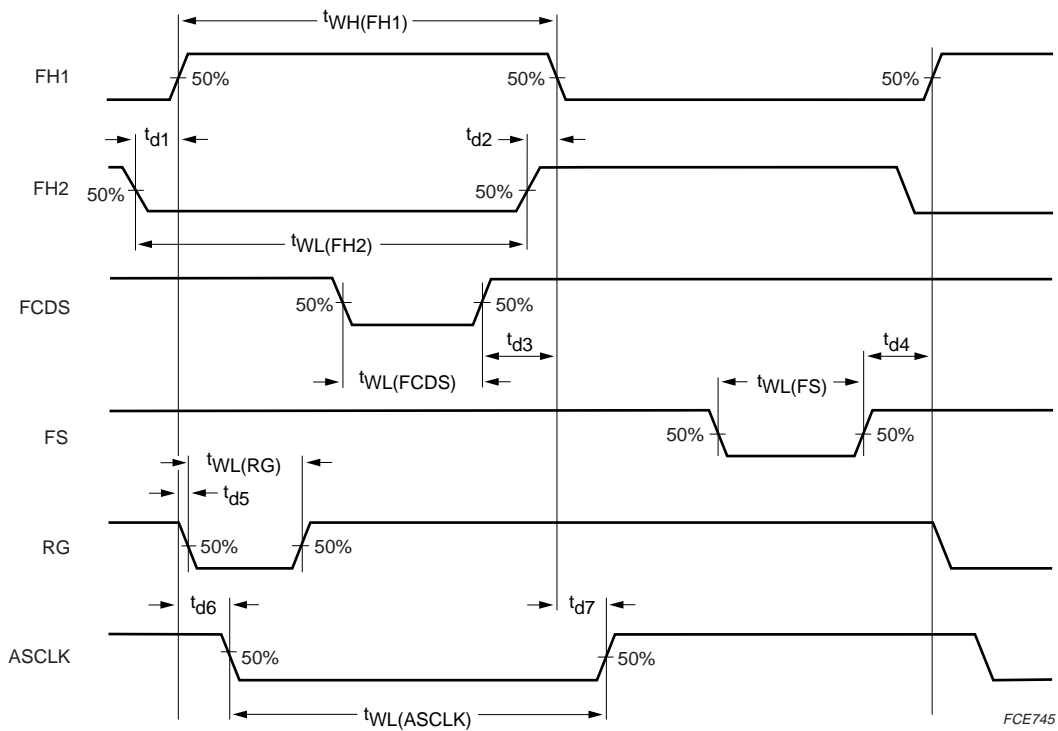 tWH(FH1)
FH1
50%
50%
50%
td1
td2
FH2
50%
50%
tWL(FH2)
FCDS
50%
50%
td3
td4
tWL(FCDS)
tWL(FS)
FS
50%
50%
tWL(RG)
td5
RG
50%
50%
td6
td7
ASCLK
50%
50%
tWL(ASCLK)
FCE745